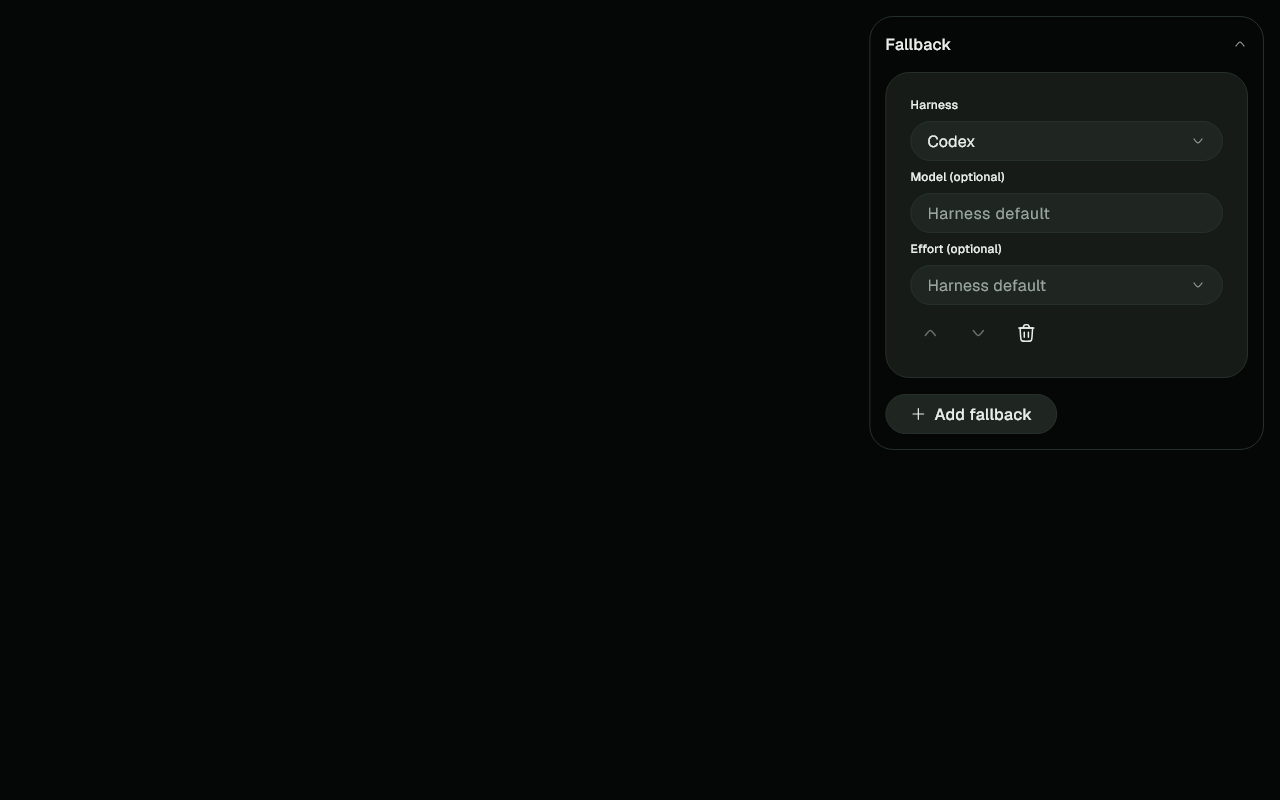 Fallback
Harness
Codex
Model (optional)
Harness default
Effort (optional)
Harness default
Add fallback